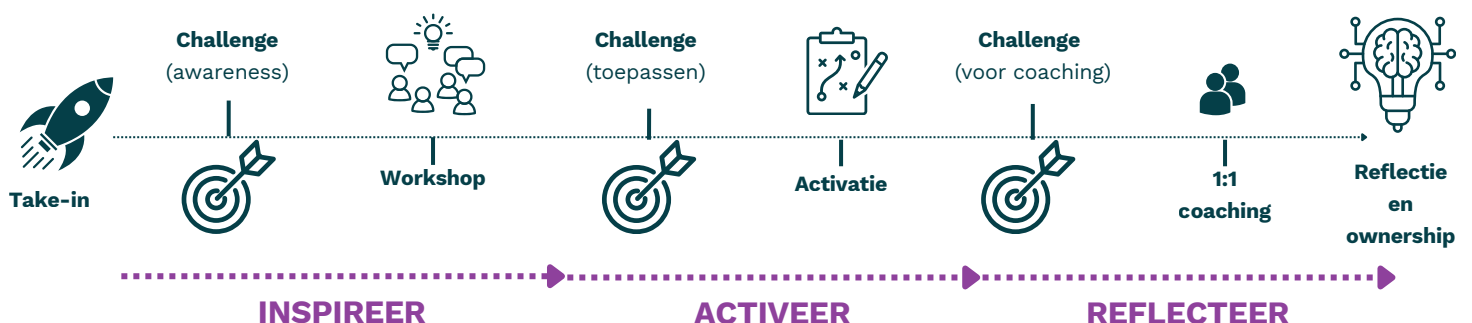 Take-in
Challenge
(awareness)
Workshop
Challenge
(toepassen)
Activatie
Challenge
(voor coaching)
1:1
coaching
Reflectie
en
ownership
INSPIREER
ACTIVEER
REFLECTEER